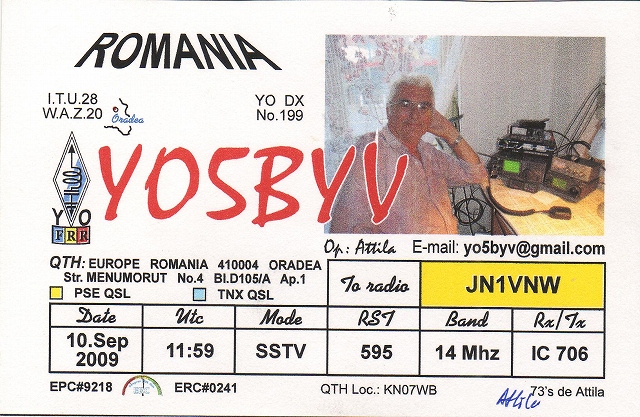 ROMANIA
I.T.U.28
W.A.Z.20
Oradea
YO DX
No.199
YO
FRR
YO5BYV
Op.: Attila E-mail: yo5byv@gmail.com
QTH: EUROPE ROMANIA 410004 ORADEA
Str. MENUMORUT No.4 Bl.D105/A Ap.1
PSE QSL TNX QSL
To radio JN1VNW
Date Utc Mode RST Band Rx/Tx
10.Sep 2009 11:59 SSTV 595 14 Mhz IC 706
EPC#9218 ERC#0241 QTH Loc.: KN07WB 73's de Attila
Attila